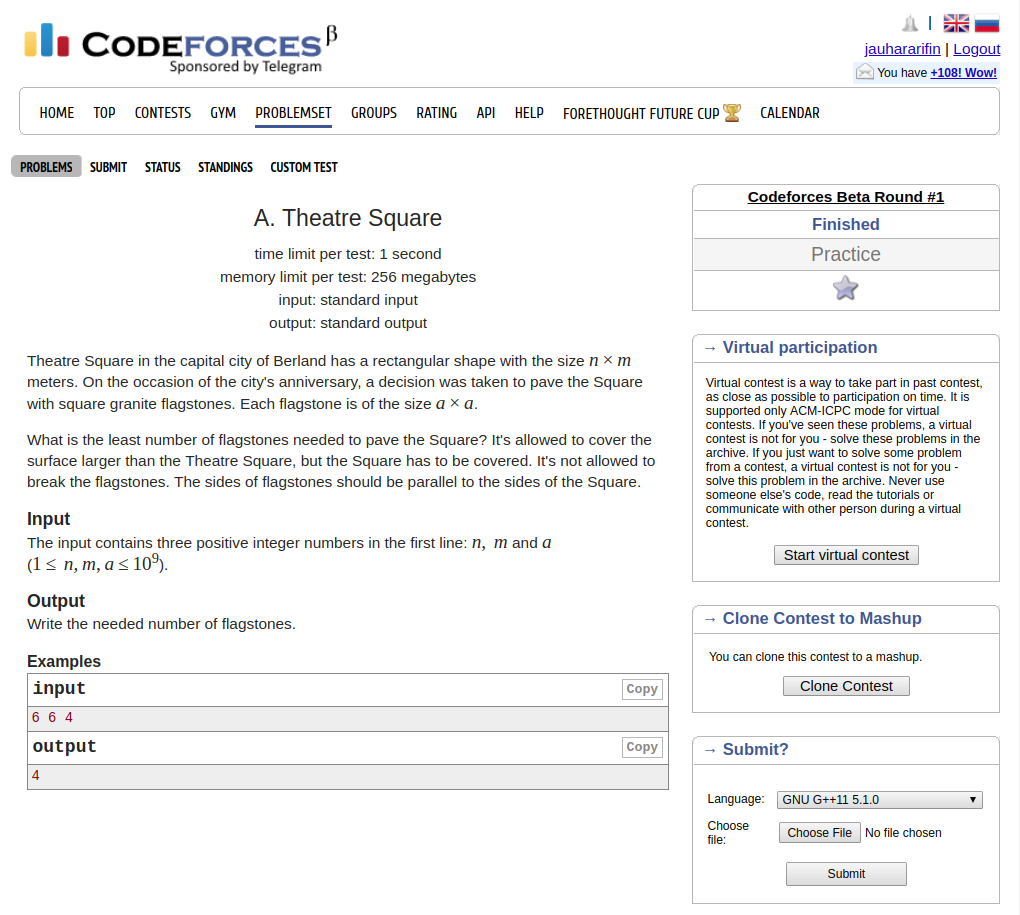 CODEFORCES β
Sponsored by Telegram
|
jauhararifin | Logout
You have +108! Wow!
HOME TOP CONTESTS GYM PROBLEMSET GROUPS RATING API HELP FORETHOUGHT FUTURE CUP CALENDAR
PROBLEMS SUBMIT STATUS STANDINGS CUSTOM TEST
A. Theatre Square
time limit per test: 1 second
memory limit per test: 256 megabytes
input: standard input
output: standard output
Theatre Square in the capital city of Berland has a rectangular shape with the size n × m
meters. On the occasion of the city's anniversary, a decision was taken to pave the Square
with square granite flagstones. Each flagstone is of the size a × a.
What is the least number of flagstones needed to pave the Square? It's allowed to cover the
surface larger than the Theatre Square, but the Square has to be covered. It's not allowed to
break the flagstones. The sides of flagstones should be parallel to the sides of the Square.
Input
The input contains three positive integer numbers in the first line: n, m and a
(1 ≤ n, m, a ≤ 10⁹).
Output
Write the needed number of flagstones.
Examples
input Copy
6 6 4
output Copy
4
Codeforces Beta Round #1
Finished
Practice
→ Virtual participation
Virtual contest is a way to take part in past contest,
as close as possible to participation on time. It is
supported only ACM-ICPC mode for virtual
contests. If you've seen these problems, a virtual
contest is not for you - solve these problems in the
archive. If you just want to solve some problem
from a contest, a virtual contest is not for you -
solve this problem in the archive. Never use
someone else's code, read the tutorials or
communicate with other person during a virtual
contest.
Start virtual contest
→ Clone Contest to Mashup
You can clone this contest to a mashup.
Clone Contest
→ Submit?
Language: GNU G++11 5.1.0
Choose
file: Choose File No file chosen
Submit